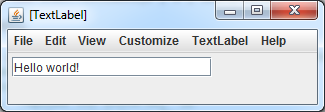 [TextLabel]
File Edit View Customize TextLabel Help
Hello world!